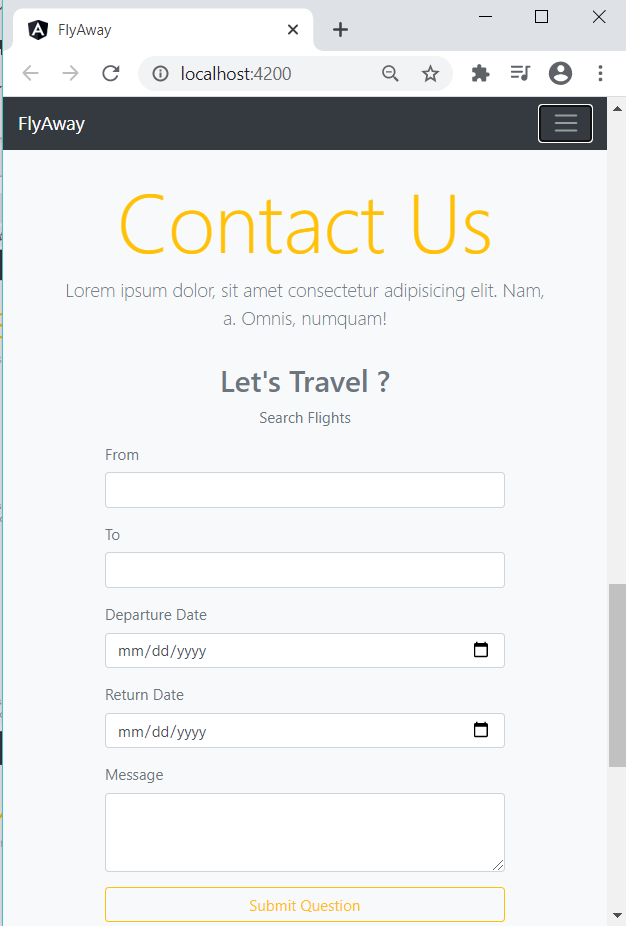 FlyAway
localhost:4200
FlyAway
Contact Us
Lorem ipsum dolor, sit amet consectetur adipisicing elit. Nam,
a. Omnis, numquam!
Let's Travel ?
Search Flights
From
To
Departure Date
mm/dd/yyyy
Return Date
mm/dd/yyyy
Message
Submit Question